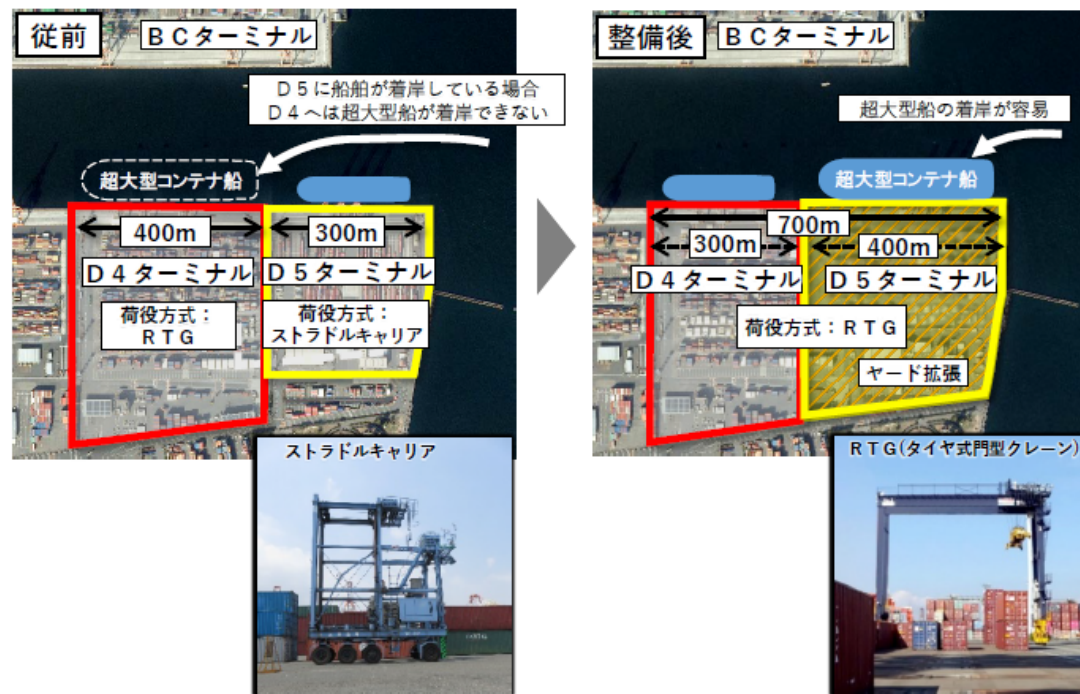 従前
BCターミナル
D5に船舶が着岸している場合
D4へは超大型船が着岸できない
超大型コンテナ船
400m
300m
D4ターミナル
D5ターミナル
荷役方式：
RTG
荷役方式：
ストラドルキャリア
ストラドルキャリア
整備後
BCターミナル
超大型船の着岸が容易
超大型コンテナ船
700m
300m
400m
D4ターミナル
D5ターミナル
荷役方式：RTG
ヤード拡張
RTG(タイヤ式門型クレーン)